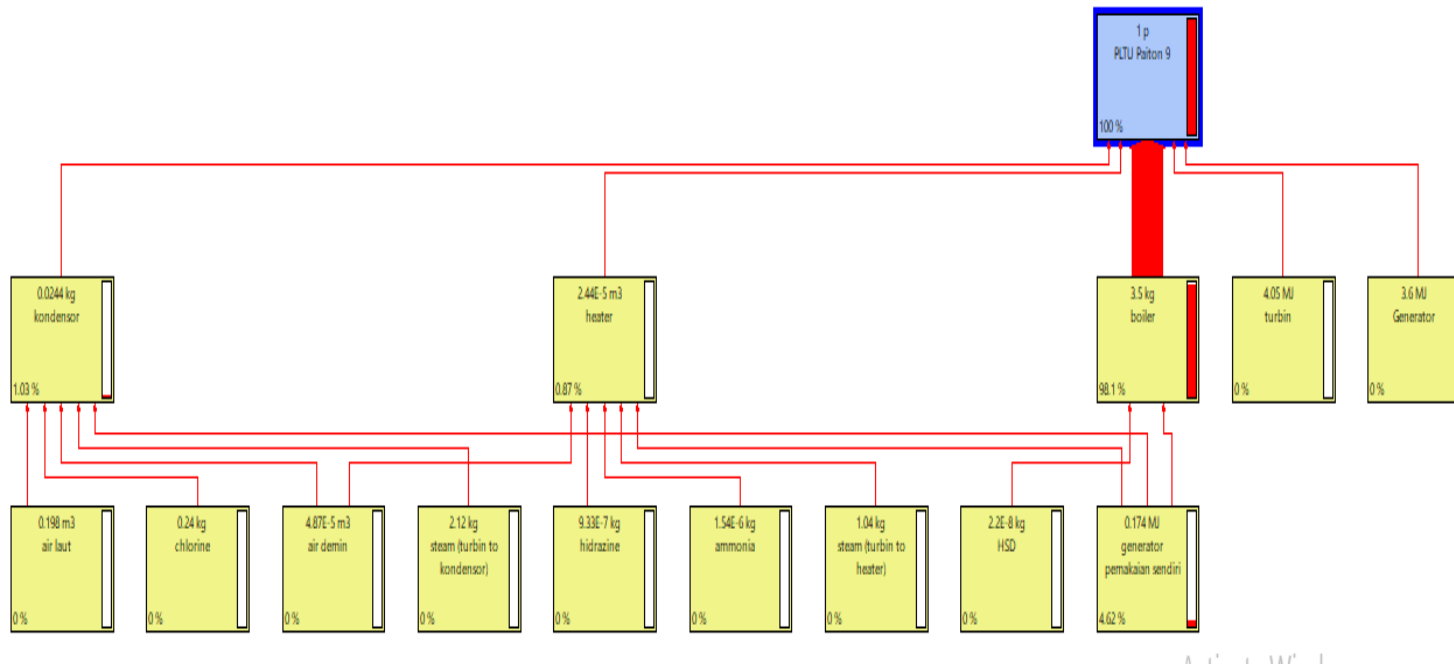 1 p
PLTU Paiton 9
100 %
0.0244 kg
kondensor
1.03 %
2.44E-5 m3
heater
0.87 %
3.5 kg
boiler
98.1 %
4.05 MJ
turbin
0 %
3.6 MJ
Generator
0 %
0.198 m3
air laut
0 %
0.24 kg
chlorine
0 %
4.87E-5 m3
air demin
0 %
2.12 kg
steam (turbin to
kondensor)
0 %
9.33E-7 kg
hidrazine
0 %
1.54E-6 kg
ammonia
0 %
1.04 kg
steam (turbin to
heater)
0 %
2.2E-8 kg
HSD
0 %
0.174 MJ
generator
pemakaian sendiri
4.62 %